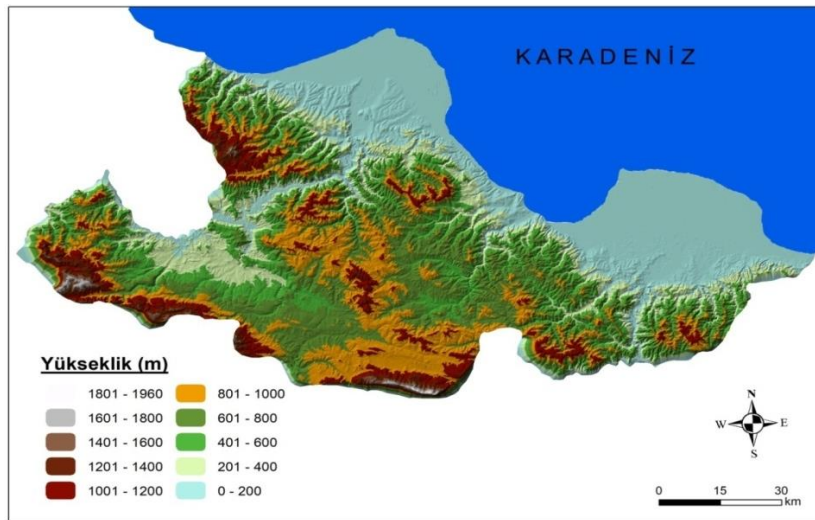 KARADENİZ
Yükseklik (m)
1801 - 1960
1601 - 1800
1401 - 1600
1201 - 1400
1001 - 1200
801 - 1000
601 - 800
401 - 600
201 - 400
0 - 200
N
W E
S
0 15 30
km